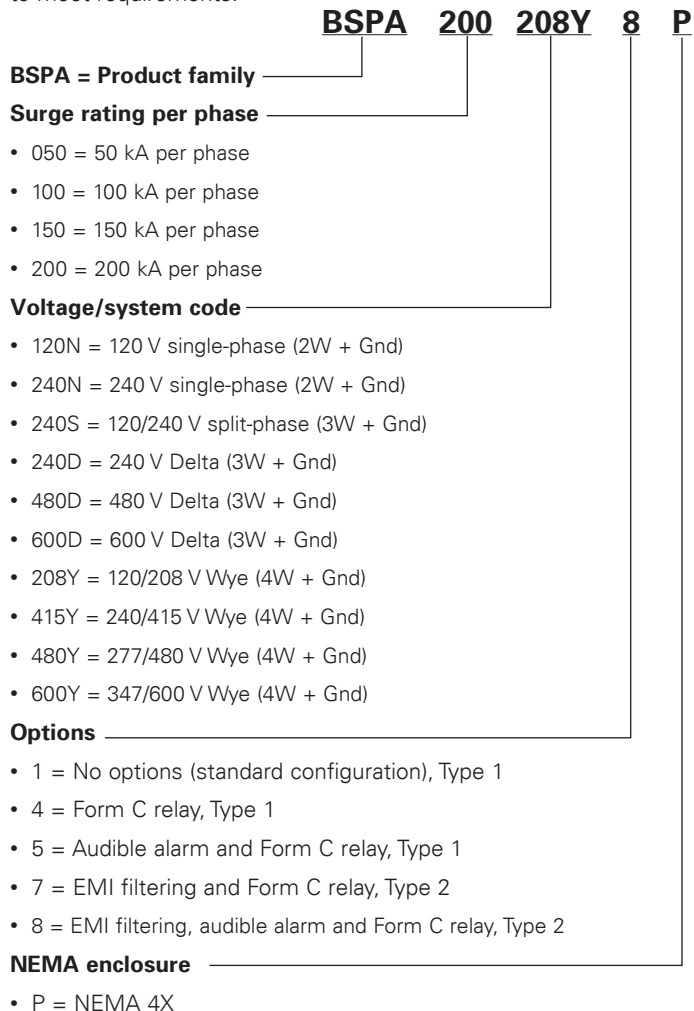 to meet requirements.
BSPA 200 208Y 8 P
BSPA = Product family
Surge rating per phase
• 050 = 50 kA per phase
• 100 = 100 kA per phase
• 150 = 150 kA per phase
• 200 = 200 kA per phase
Voltage/system code
• 120N = 120 V single-phase (2W + Gnd)
• 240N = 240 V single-phase (2W + Gnd)
• 240S = 120/240 V split-phase (3W + Gnd)
• 240D = 240 V Delta (3W + Gnd)
• 480D = 480 V Delta (3W + Gnd)
• 600D = 600 V Delta (3W + Gnd)
• 208Y = 120/208 V Wye (4W + Gnd)
• 415Y = 240/415 V Wye (4W + Gnd)
• 480Y = 277/480 V Wye (4W + Gnd)
• 600Y = 347/600 V Wye (4W + Gnd)
Options
• 1 = No options (standard configuration), Type 1
• 4 = Form C relay, Type 1
• 5 = Audible alarm and Form C relay, Type 1
• 7 = EMI filtering and Form C relay, Type 2
• 8 = EMI filtering, audible alarm and Form C relay, Type 2
NEMA enclosure
• P = NEMA 4X